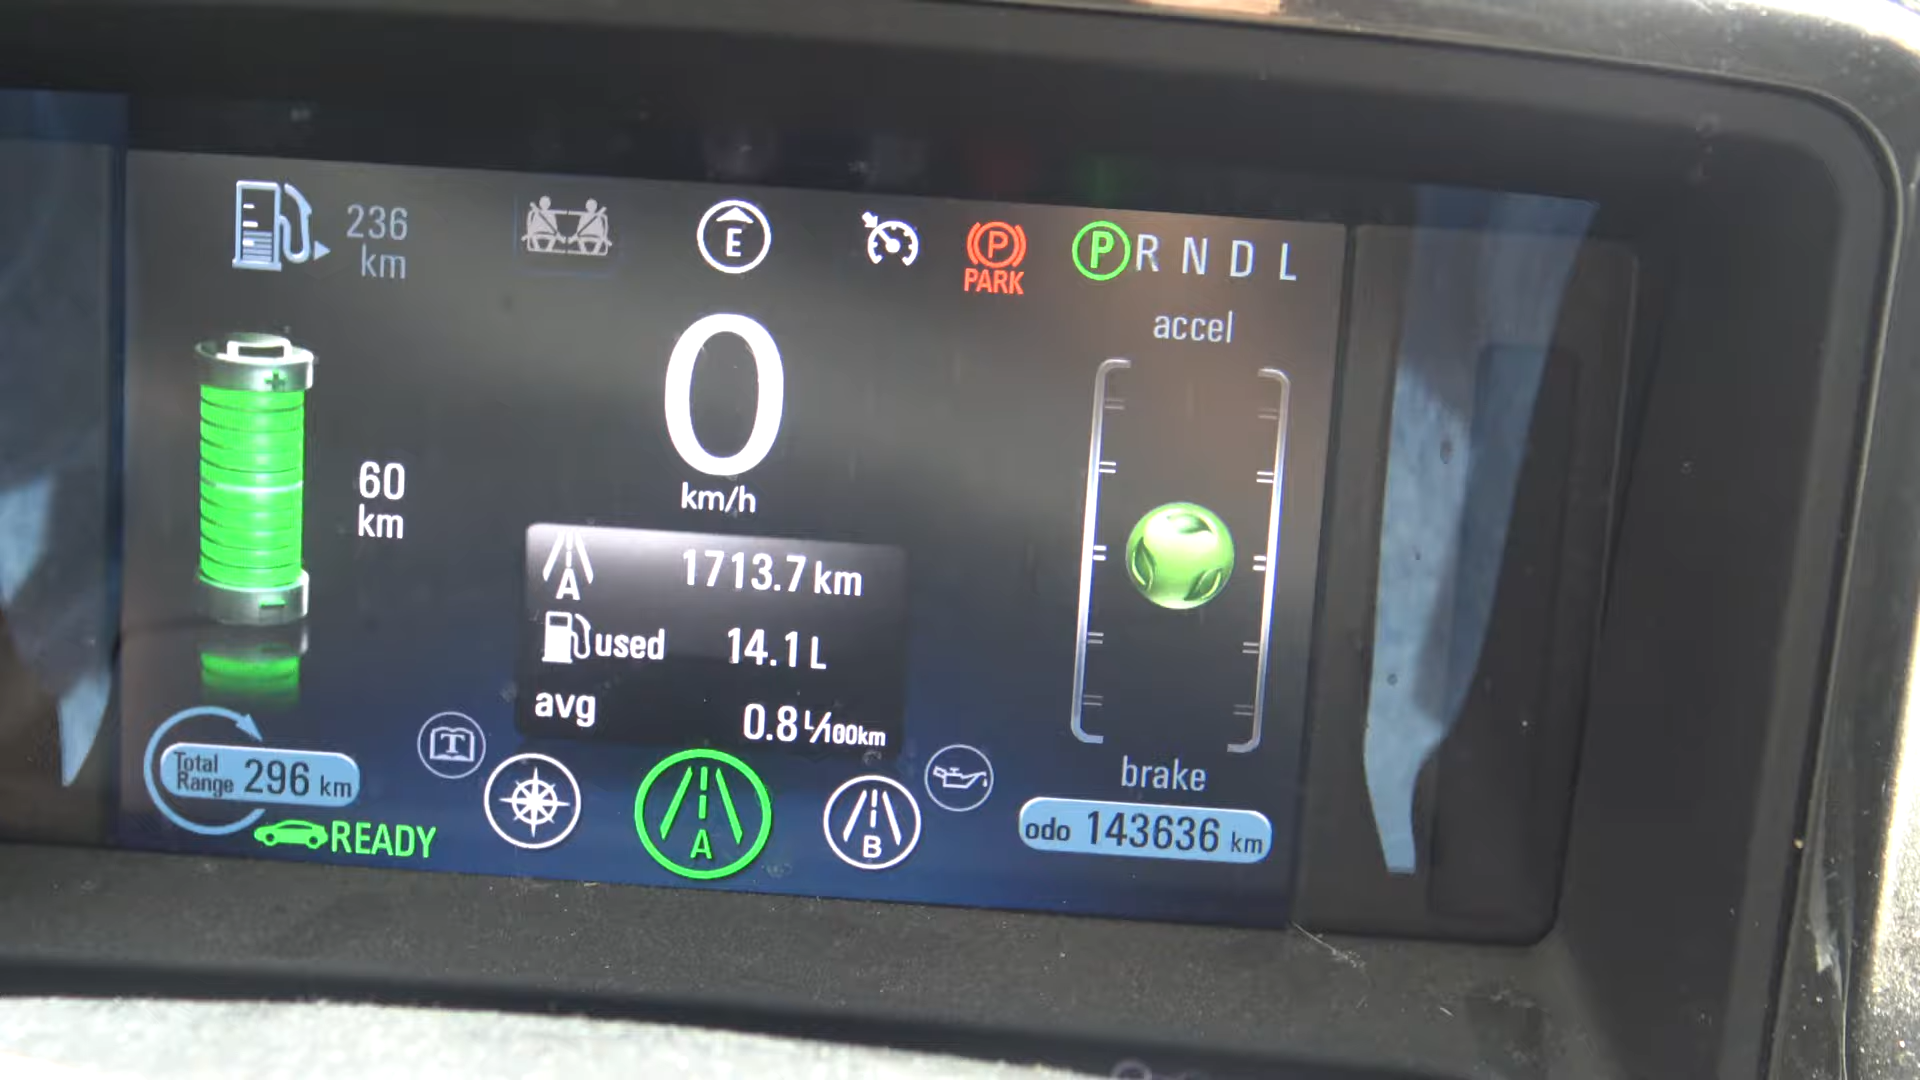 236
km
E
P
PARK
P R N D L
accel
0
km/h
60
km
A
1713.7 km
used 14.1 L
avg 0.8 L/100km
Total
Range 296 km
READY
T
A
B
brake
odo 143636 km